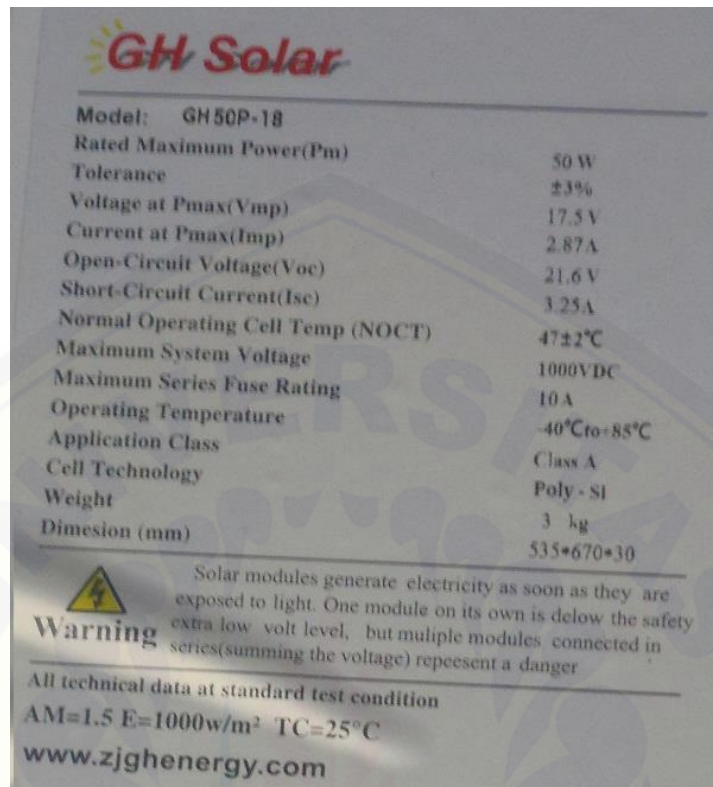 GH Solar
Model: GH50P-18
Rated Maximum Power(Pm) 50 W
Tolerance ±3%
Voltage at Pmax(Vmp) 17.5 V
Current at Pmax(Imp) 2.87A
Open-Circuit Voltage(Voc) 21.6 V
Short-Circuit Current(Isc) 3.25A
Normal Operating Cell Temp (NOCT) 47±2℃
Maximum System Voltage 1000VDC
Maximum Series Fuse Rating 10 A
Operating Temperature -40℃to+85℃
Application Class Class A
Cell Technology Poly - SI
Weight 3 kg
Dimesion (mm) 535*670*30
Warning
Solar modules generate electricity as soon as they are
exposed to light. One module on its own is delow the safety
extra low volt level, but muliple modules connected in
series(summing the voltage) repeesent a danger
All technical data at standard test condition
AM=1.5 E=1000w/m² TC=25°C
www.zjghenergy.com